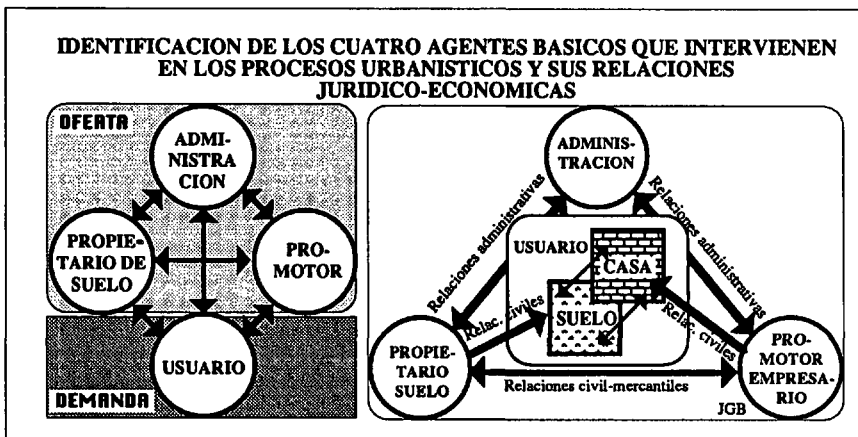 IDENTIFICACION DE LOS CUATRO AGENTES BASICOS QUE INTERVIENEN
EN LOS PROCESOS URBANISTICOS Y SUS RELACIONES
JURIDICO-ECONOMICAS
OFERTA
ADMI-
NISTRA
CION
PROPIE-
TARIO DE
SUELO
PRO-
MOTOR
USUARIO
DEMANDA
ADMINIS-
TRACION
Relaciones administrativas
Relaciones administrativas
USUARIO
CASA
SUELO
Relac. civiles
Relac. civiles
PROPIE-
TARIO
SUELO
Relaciones civil-mercantiles
PRO-
MOTOR
EMPRESA-
RIO
JGB